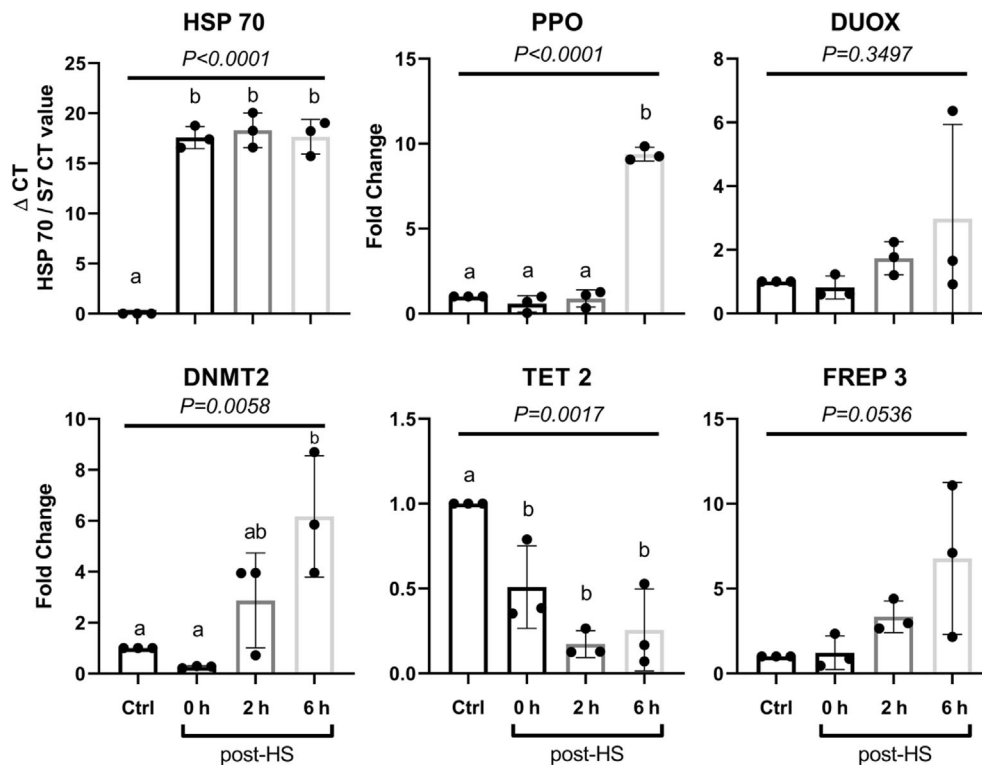 HSP 70
P<0.0001
Δ CT
HSP 70 / S7 CT value
25
20
15
10
5
0
a
b
b
b
PPO
P<0.0001
Fold Change
15
10
5
0
a
a
a
b
DUOX
P=0.3497
8
6
4
2
0
DNMT2
P=0.0058
Fold Change
10
8
6
4
2
0
a
a
ab
b
Ctrl 0 h 2 h 6 h
post-HS
TET 2
P=0.0017
1.5
1.0
0.5
0.0
a
b
b
b
Ctrl 0 h 2 h 6 h
post-HS
FREP 3
P=0.0536
15
10
5
0
Ctrl 0 h 2 h 6 h
post-HS